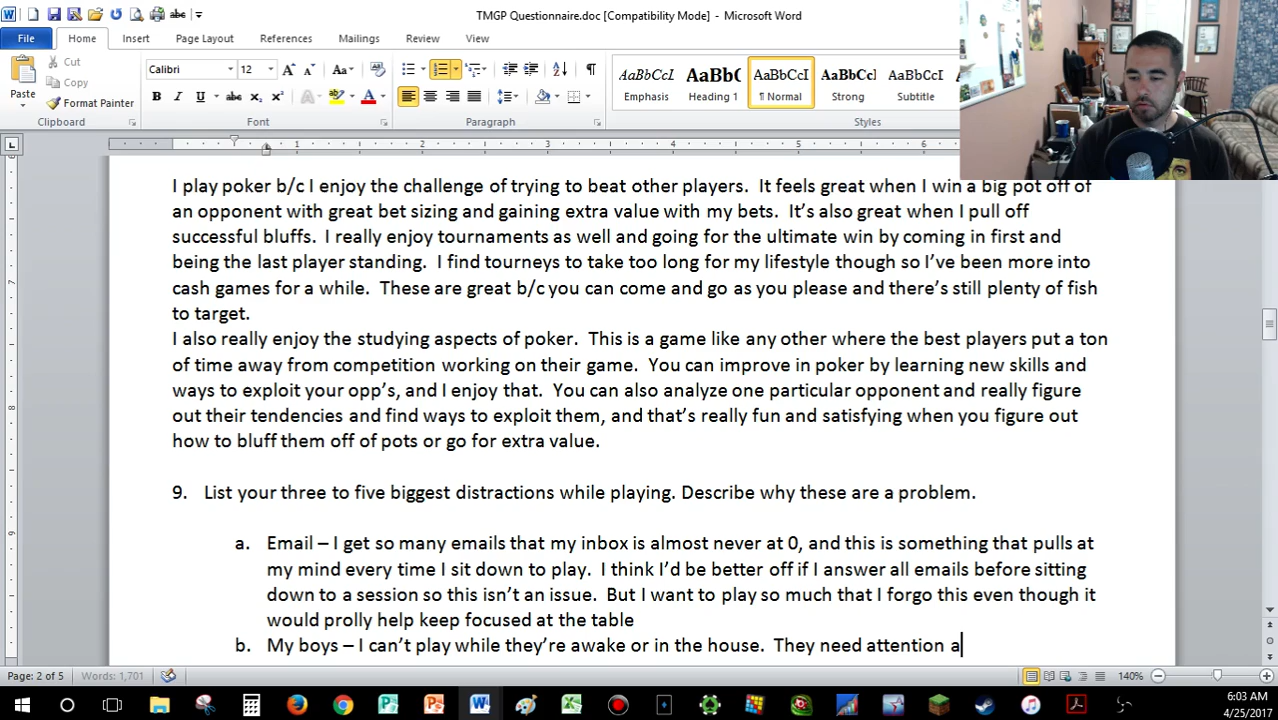 TMGP Questionnaire.doc [Compatibility Mode] - Microsoft Word
File Home Insert Page Layout References Mailings Review View
Cut
Copy
Paste
Format Painter
Calibri 12
AaBbCcI AaBbC AaBbCcI AaBbCcl AaBbCcI
Emphasis Heading 1 ¶ Normal Strong Subtitle
Clipboard Font Paragraph Styles
1 2 3 4 5 6
I play poker b/c I enjoy the challenge of trying to beat other players. It feels great when I win a big pot off of
an opponent with great bet sizing and gaining extra value with my bets. It's also great when I pull off
successful bluffs. I really enjoy tournaments as well and going for the ultimate win by coming in first and
being the last player standing. I find tourneys to take too long for my lifestyle though so I've been more into
cash games for a while. These are great b/c you can come and go as you please and there's still plenty of fish
to target.
I also really enjoy the studying aspects of poker. This is a game like any other where the best players put a ton
of time away from competition working on their game. You can improve in poker by learning new skills and
ways to exploit your opp's, and I enjoy that. You can also analyze one particular opponent and really figure
out their tendencies and find ways to exploit them, and that's really fun and satisfying when you figure out
how to bluff them off of pots or go for extra value.
9. List your three to five biggest distractions while playing. Describe why these are a problem.
a. Email – I get so many emails that my inbox is almost never at 0, and this is something that pulls at
my mind every time I sit down to play. I think I'd be better off if I answer all emails before sitting
down to a session so this isn't an issue. But I want to play so much that I forgo this even though it
would prolly help keep focused at the table
b. My boys – I can't play while they're awake or in the house. They need attention a
Page: 2 of 5 Words: 1,701 140%
6:03 AM
4/25/2017